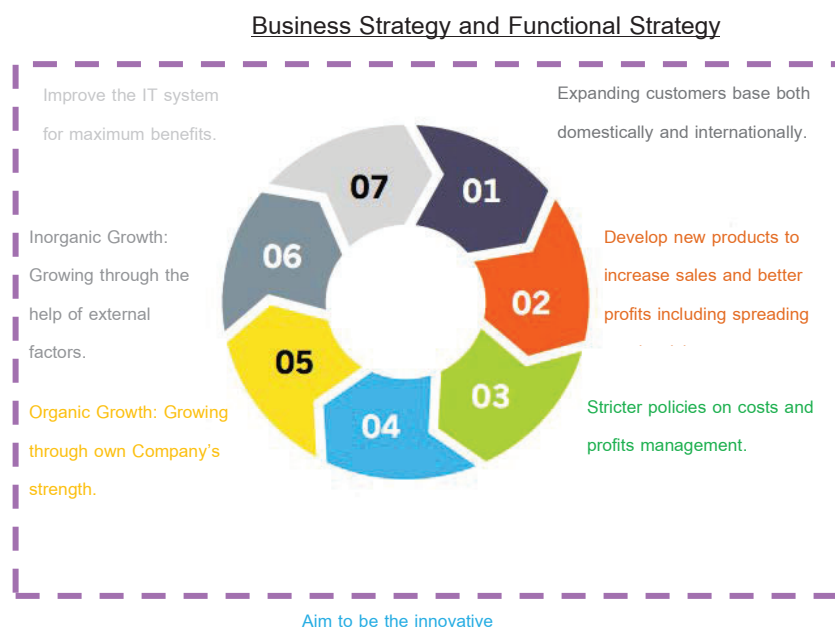 Business Strategy and Functional Strategy
Improve the IT system
for maximum benefits.
Expanding customers base both
domestically and internationally.
07
01
06
02
05
03
04
Inorganic Growth:
Growing through the
help of external
factors.
Develop new products to
increase sales and better
profits including spreading
Organic Growth: Growing
through own Company’s
strength.
Stricter policies on costs and
profits management.
Aim to be the innovative